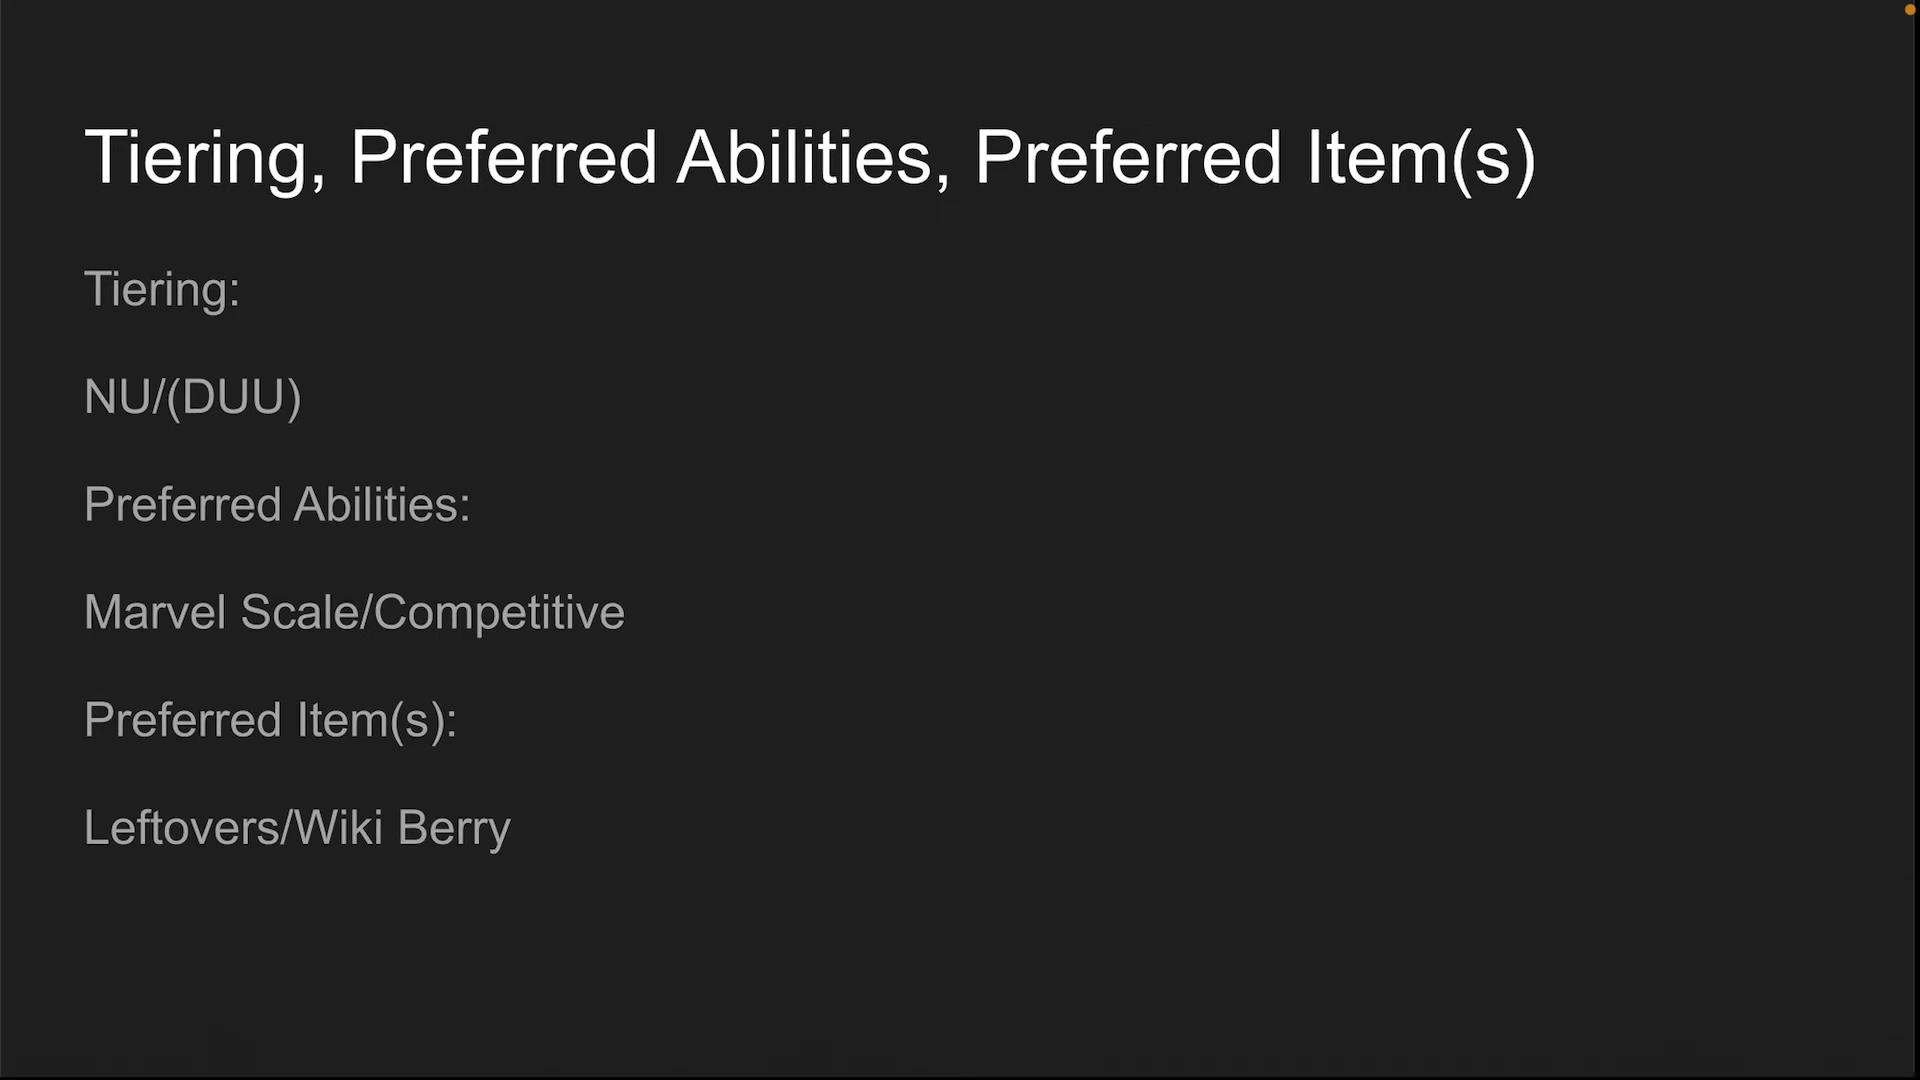 Tiering, Preferred Abilities, Preferred Item(s)
Tiering:
NU/(DUU)
Preferred Abilities:
Marvel Scale/Competitive
Preferred Item(s):
Leftovers/Wiki Berry